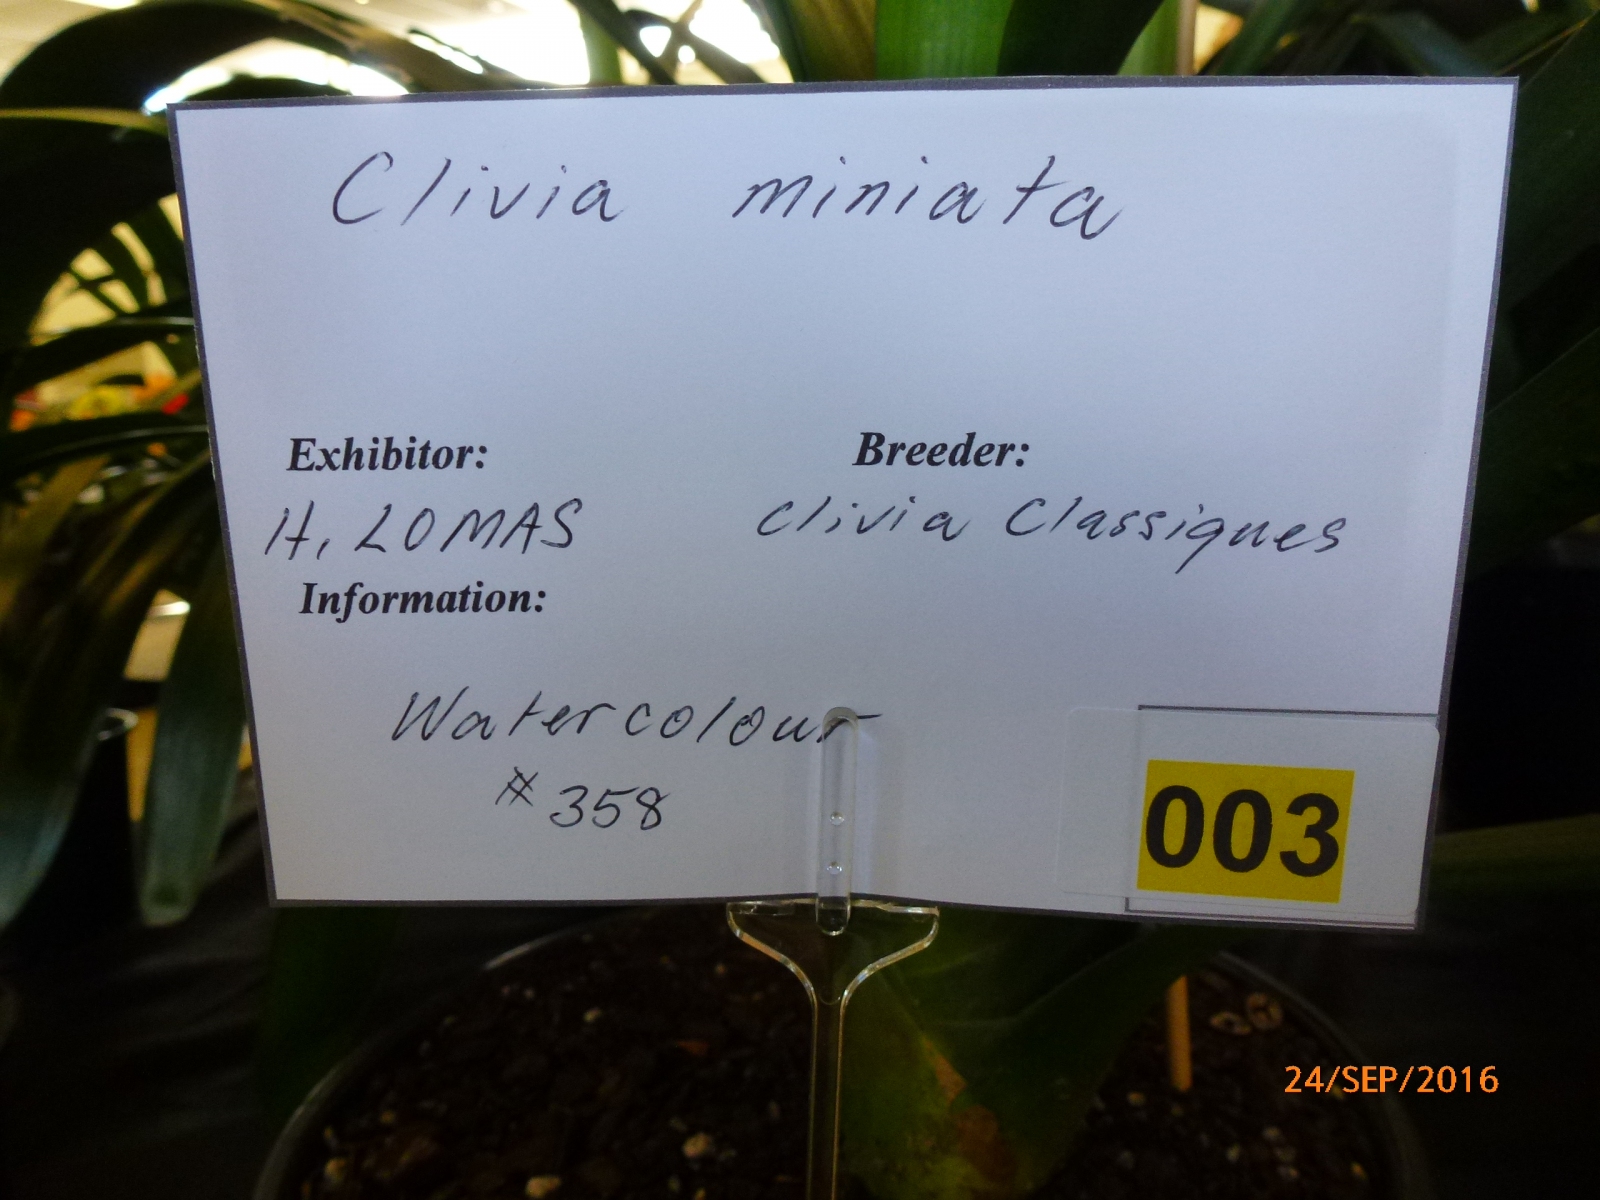 Clivia miniata
Exhibitor: Breeder:
H. LOMAS Clivia Classiques
Information:
Watercolour
# 358
003
24/SEP/2016